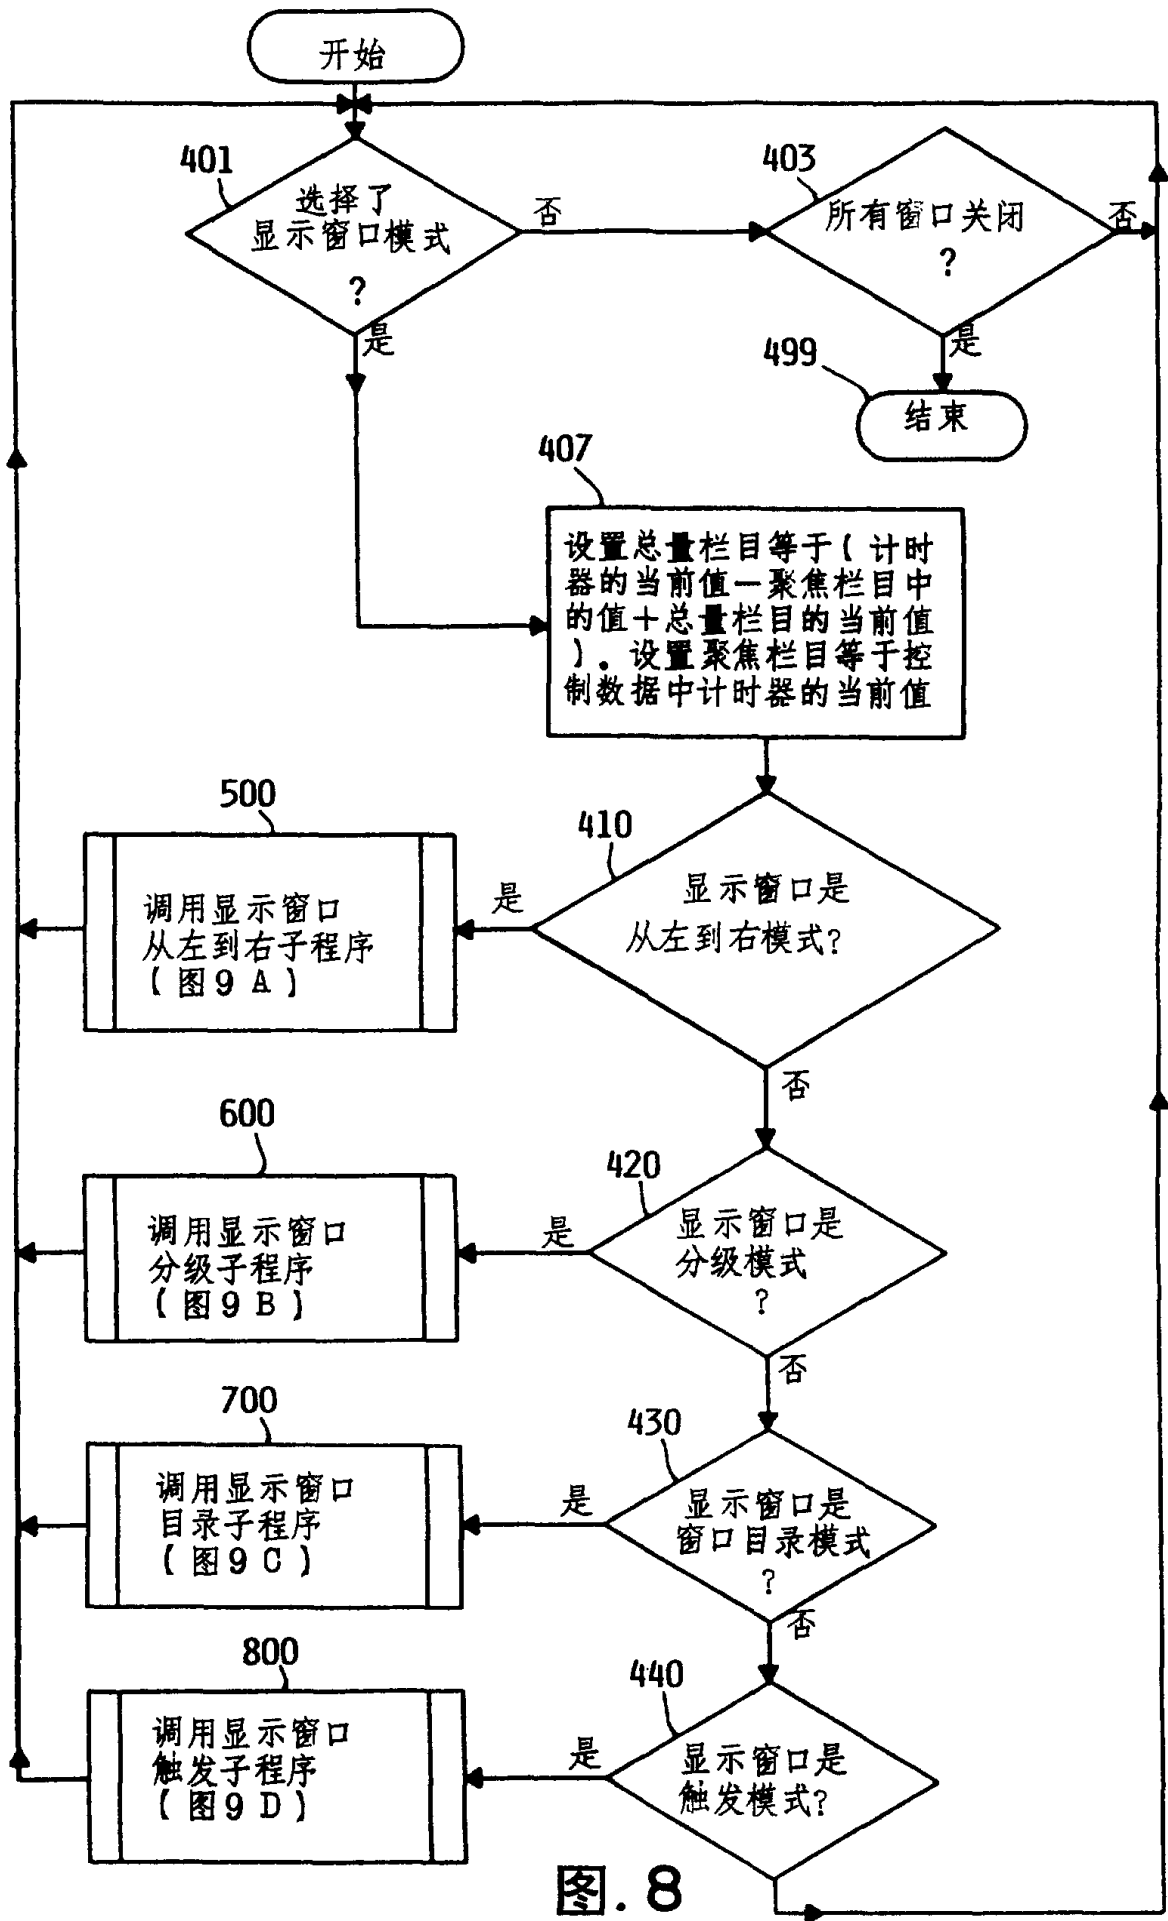 开始
401
选择了
显示窗口模式
?
否
是
403
所有窗口关闭
?
否
是
499
结束
407
设置总量栏目等于(计时
器的当前值－聚焦栏目中
的值＋总量栏目的当前值
)。设置聚焦栏目等于控
制数据中计时器的当前值
500
调用显示窗口
从左到右子程序
(图9A)
是
410
显示窗口是
从左到右模式?
否
600
调用显示窗口
分级子程序
(图9B)
是
420
显示窗口是
分级模式
?
否
700
调用显示窗口
目录子程序
(图9C)
是
430
显示窗口是
窗口目录模式
?
否
800
调用显示窗口
触发子程序
(图9D)
是
440
显示窗口是
触发模式?
图.8